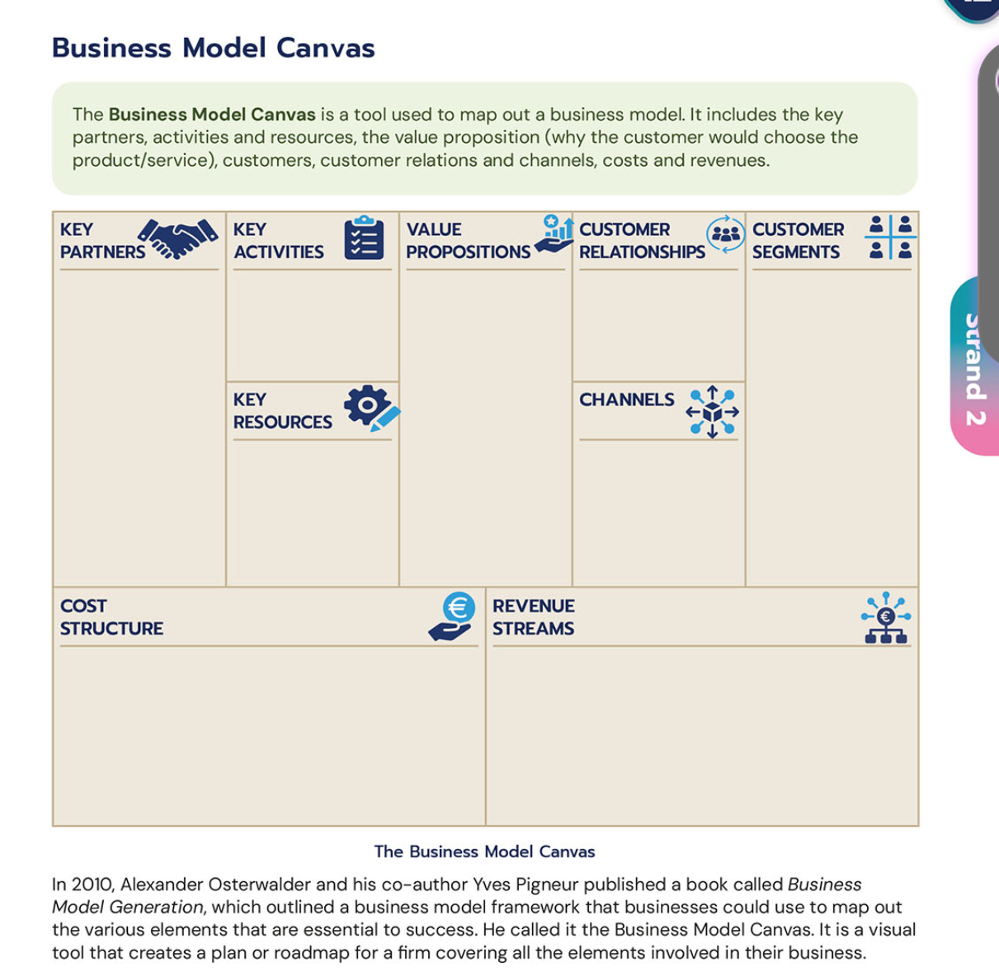 Business Model Canvas
The Business Model Canvas is a tool used to map out a business model. It includes the key
partners, activities and resources, the value proposition (why the customer would choose the
product/service), customers, customer relations and channels, costs and revenues.
KEY
PARTNERS
KEY
ACTIVITIES
KEY
RESOURCES
VALUE
PROPOSITIONS
CUSTOMER
RELATIONSHIPS
CHANNELS
CUSTOMER
SEGMENTS
COST
STRUCTURE
€
REVENUE
STREAMS
€
The Business Model Canvas
In 2010, Alexander Osterwalder and his co-author Yves Pigneur published a book called Business
Model Generation, which outlined a business model framework that businesses could use to map out
the various elements that are essential to success. He called it the Business Model Canvas. It is a visual
tool that creates a plan or roadmap for a firm covering all the elements involved in their business.
Strand 2